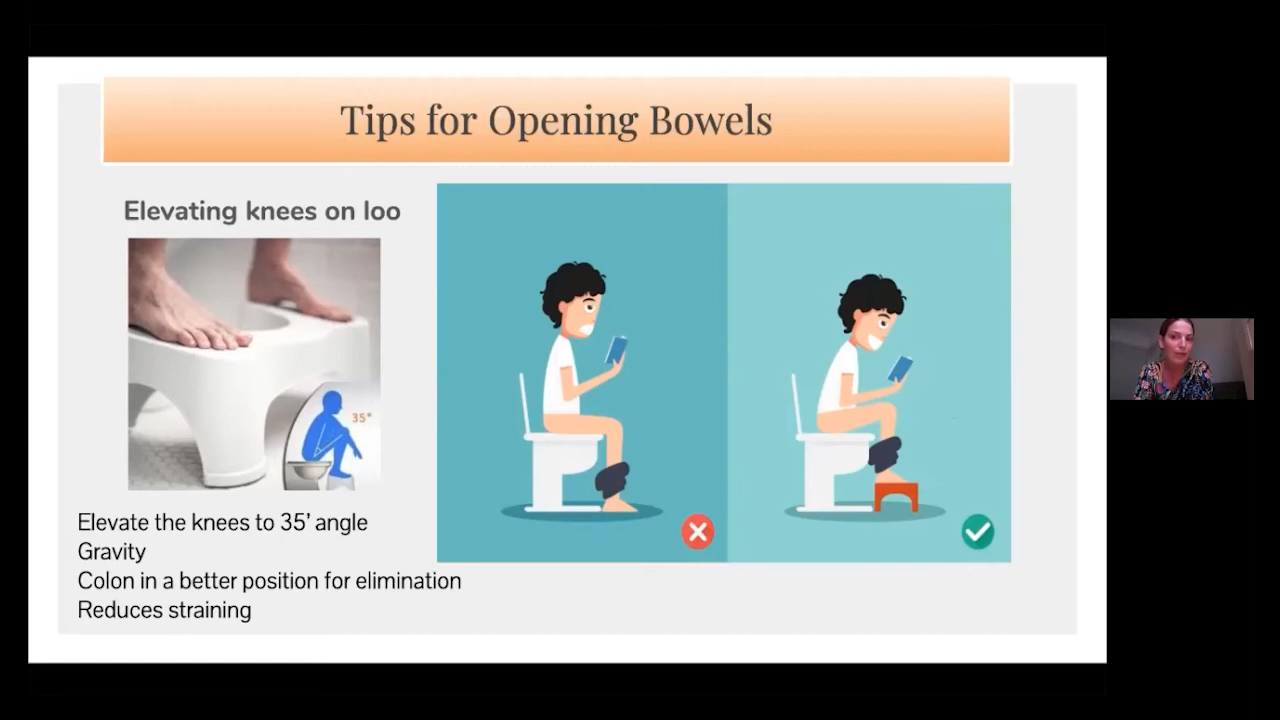 Tips for Opening Bowels
Elevating knees on loo
35°
Elevate the knees to 35’ angle
Gravity
Colon in a better position for elimination
Reduces straining